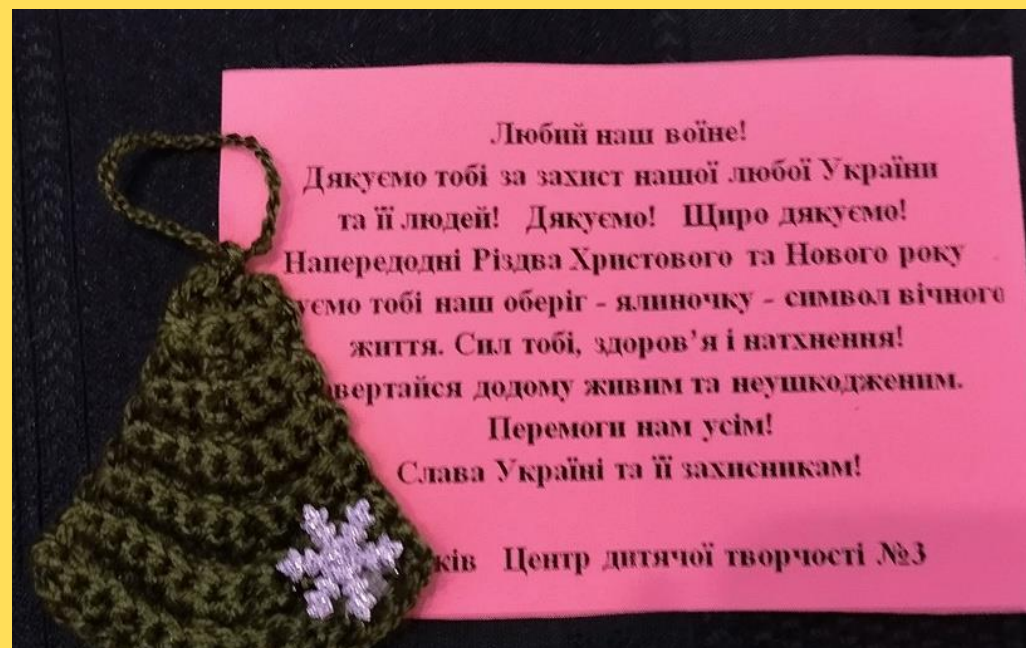 Любий наш воїне!
Дякуємо тобі за захист нашої любої України
та її людей! Дякуємо! Щиро дякуємо!
Напередодні Різдва Христового та Нового року
тобі наш оберіг - ялиночку - символ вічного
життя. Сил тобі, здоров’я і натхнення!
додому живим та неушкодженим.
Перемоги нам усім!
Слава Україні та її захисникам!
Центр дитячої творчості №3